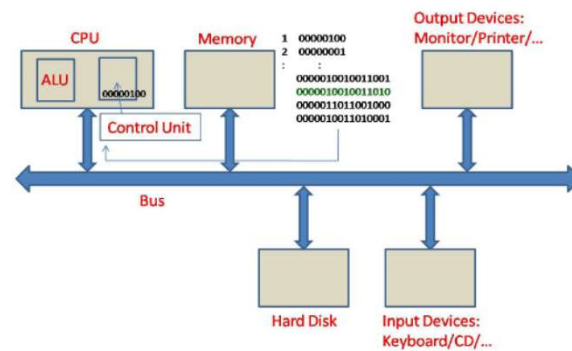 CPU
Memory
1 00000100
2 00000001
: :
0000010010011001
0000010010011010
0000011011001000
0000010011010001
Output Devices:
Monitor/Printer/...
ALU
00000100
Control Unit
Bus
Hard Disk
Input Devices:
Keyboard/CD/...